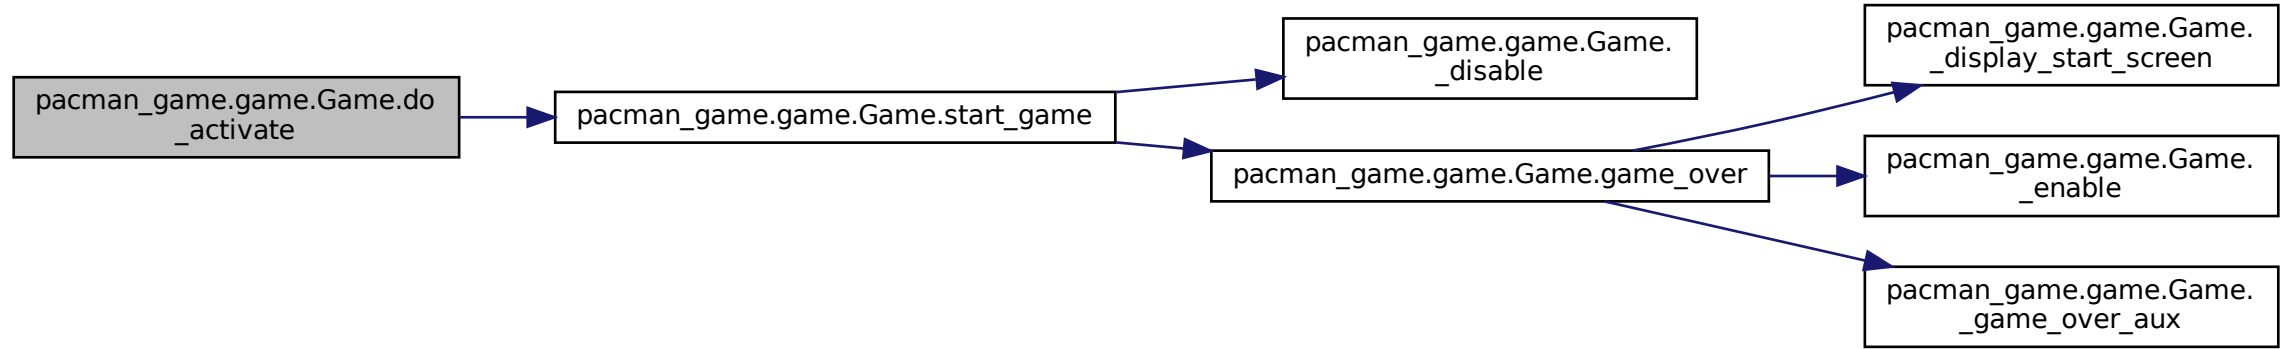 pacman_game.game.Game.do
_activate
pacman_game.game.Game.start_game
pacman_game.game.Game.
_disable
pacman_game.game.Game.game_over
pacman_game.game.Game.
_display_start_screen
pacman_game.game.Game.
_enable
pacman_game.game.Game.
_game_over_aux